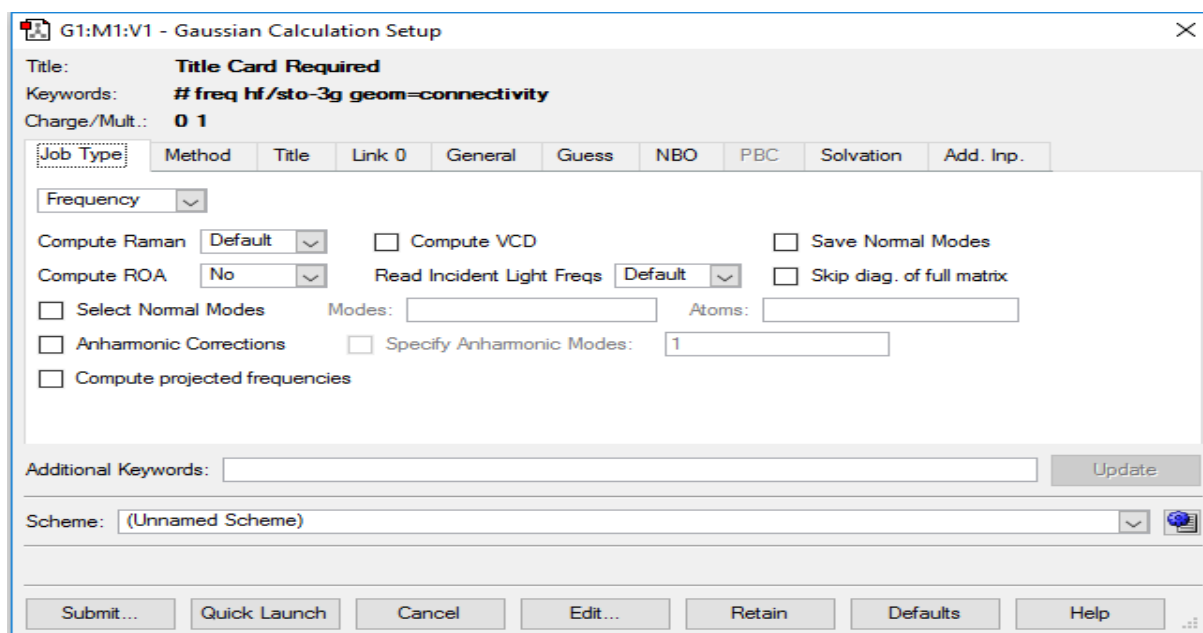 G1:M1:V1 - Gaussian Calculation Setup
Title: Title Card Required
Keywords: # freq hf/sto-3g geom=connectivity
Charge/Mult.: 0 1
Job Type Method Title Link 0 General Guess NBO PBC Solvation Add. Inp.
Frequency
Compute Raman Default Compute VCD Save Normal Modes
Compute ROA No Read Incident Light Freqs Default Skip diag. of full matrix
Select Normal Modes Modes: Atoms:
Anharmonic Corrections Specify Anharmonic Modes: 1
Compute projected frequencies
Additional Keywords: Update
Scheme: (Unnamed Scheme)
Submit... Quick Launch Cancel Edit... Retain Defaults Help